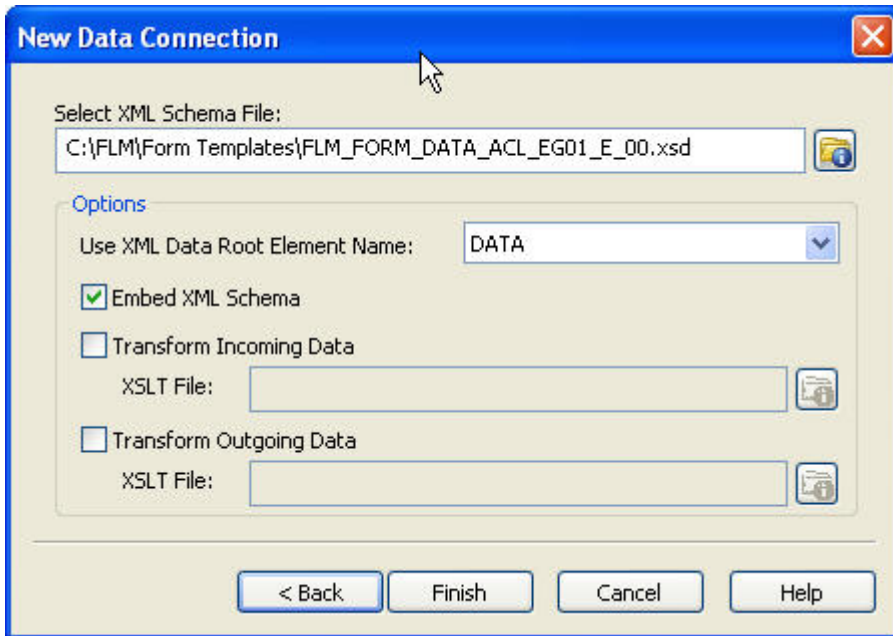 New Data Connection
Select XML Schema File:
C:\FLM\Form Templates\FLM_FORM_DATA_ACL_EG01_E_00.xsd
Options
Use XML Data Root Element Name: DATA
Embed XML Schema
Transform Incoming Data
XSLT File:
Transform Outgoing Data
XSLT File:
< Back Finish Cancel Help